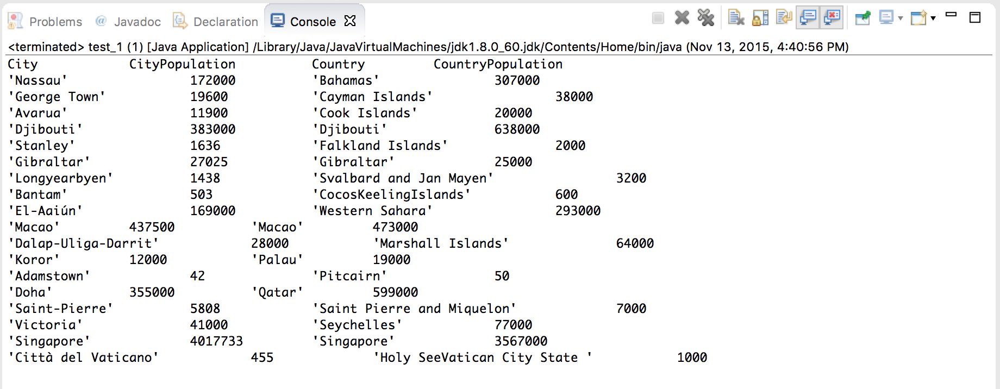 Problems @ Javadoc Declaration Console
<terminated> test_1 (1) [Java Application] /Library/Java/JavaVirtualMachines/jdk1.8.0_60.jdk/Contents/Home/bin/java (Nov 13, 2015, 4:40:56 PM)
City CityPopulation Country CountryPopulation
'Nassau' 172000 'Bahamas' 307000
'George Town' 19600 'Cayman Islands' 38000
'Avarua' 11900 'Cook Islands' 20000
'Djibouti' 383000 'Djibouti' 638000
'Stanley' 1636 'Falkland Islands' 2000
'Gibraltar' 27025 'Gibraltar' 25000
'Longyearbyen' 1438 'Svalbard and Jan Mayen' 3200
'Bantam' 503 'CocosKeelingIslands' 600
'El-Aaiún' 169000 'Western Sahara' 293000
'Macao' 437500 'Macao' 473000
'Dalap-Uliga-Darrit' 28000 'Marshall Islands' 64000
'Koror' 12000 'Palau' 19000
'Adamstown' 42 'Pitcairn' 50
'Doha' 355000 'Qatar' 599000
'Saint-Pierre' 5808 'Saint Pierre and Miquelon' 7000
'Victoria' 41000 'Seychelles' 77000
'Singapore' 4017733 'Singapore' 3567000
'Città del Vaticano' 455 'Holy SeeVatican City State ' 1000